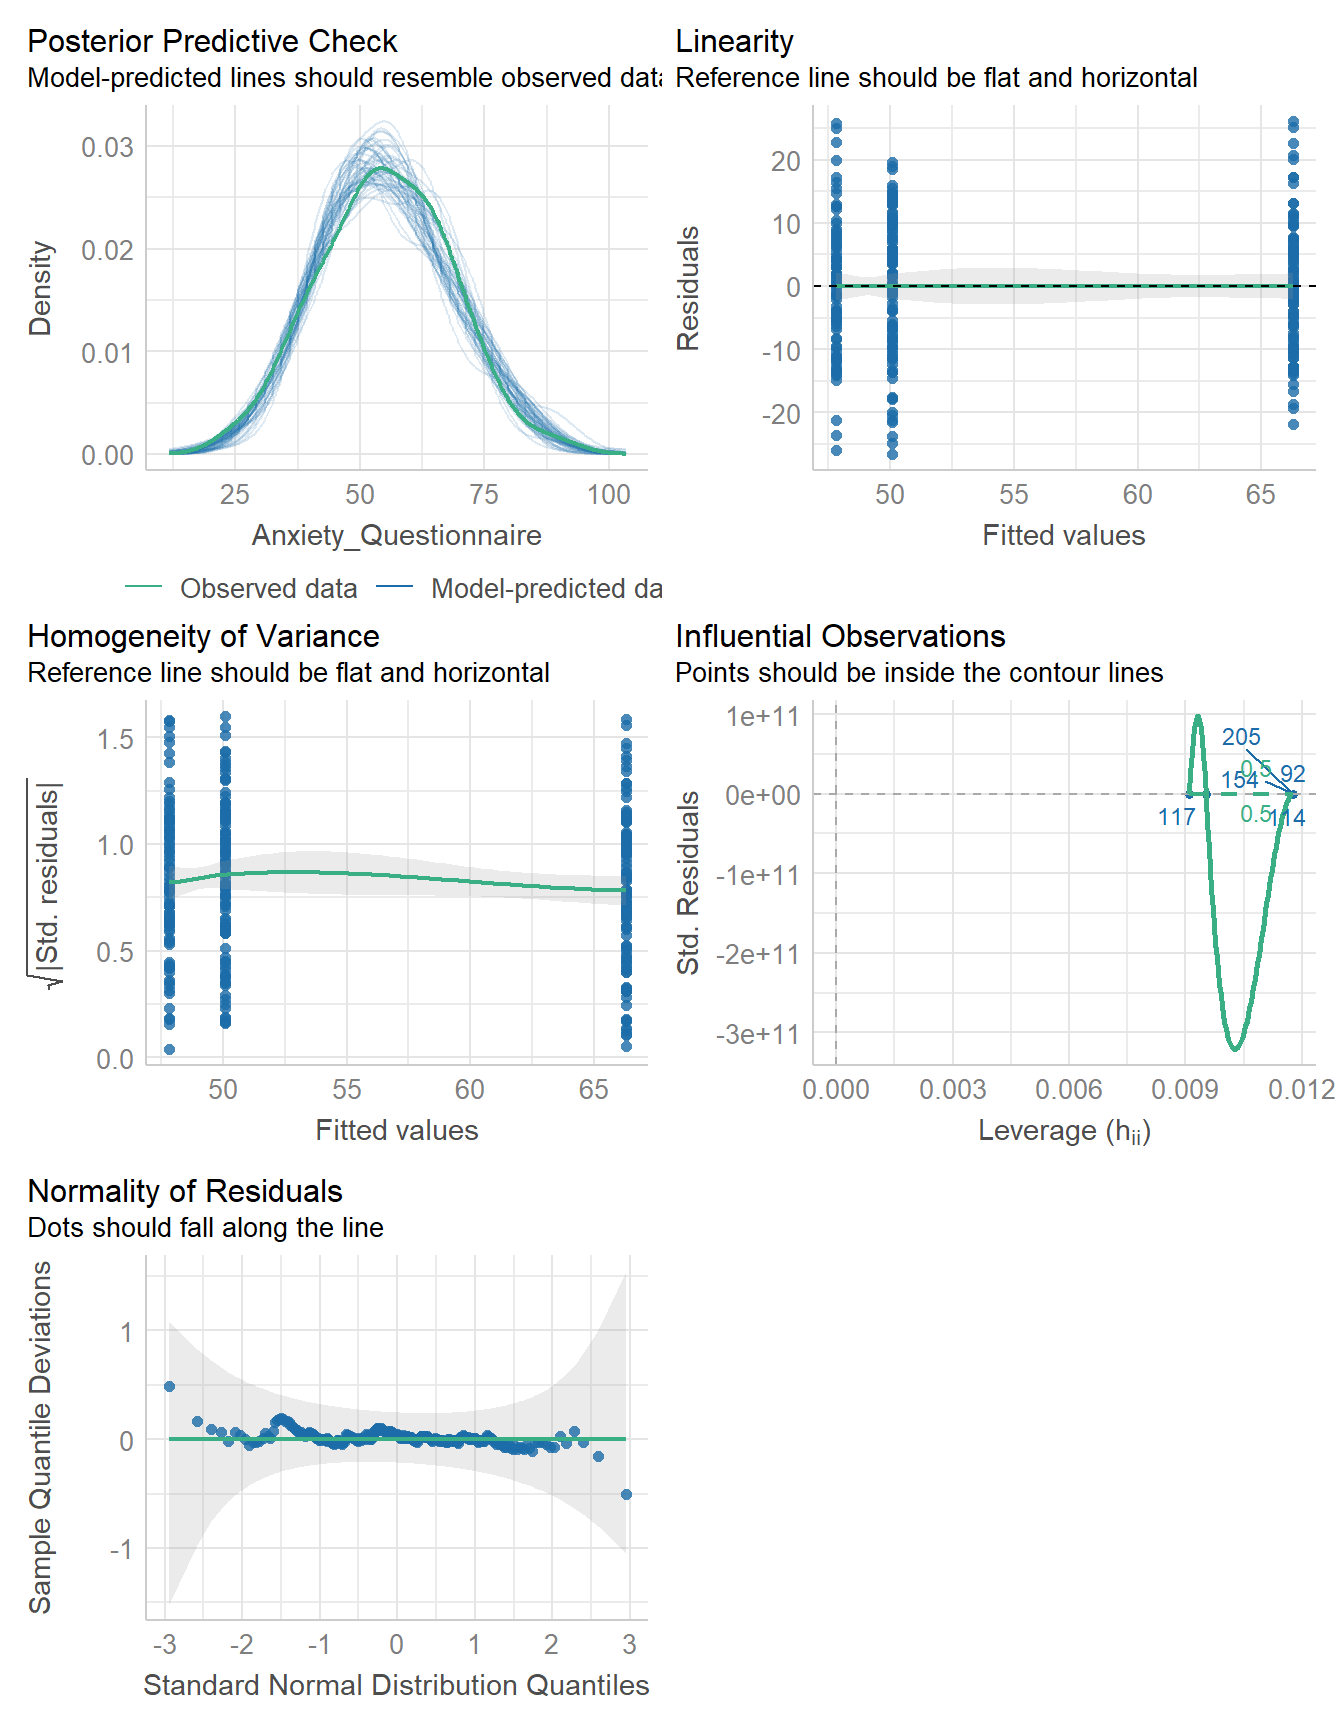 Posterior Predictive Check
Model-predicted lines should resemble observed data
Density
0.03
0.02
0.01
0.00
25 50 75 100
Anxiety_Questionnaire
Observed data Model-predicted da
Linearity
Reference line should be flat and horizontal
Residuals
20
10
0
-10
-20
50 55 60 65
Fitted values
Homogeneity of Variance
Reference line should be flat and horizontal
√|Std. residuals|
1.5
1.0
0.5
0.0
50 55 60 65
Fitted values
Influential Observations
Points should be inside the contour lines
Std. Residuals
1e+11
0e+00
-1e+11
-2e+11
-3e+11
205
0.5
154 92
117 0.5 114
0.000 0.003 0.006 0.009 0.012
Leverage (hii)
Normality of Residuals
Dots should fall along the line
Sample Quantile Deviations
1
0
-1
-3 -2 -1 0 1 2 3
Standard Normal Distribution Quantiles